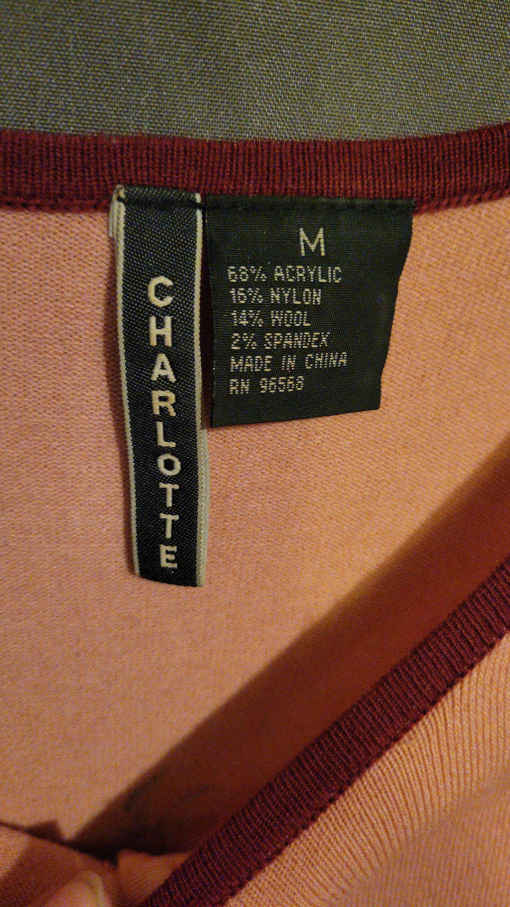 CHARLOTTE
M
68% ACRYLIC
16% NYLON
14% WOOL
2% SPANDEX
MADE IN CHINA
RN 96568